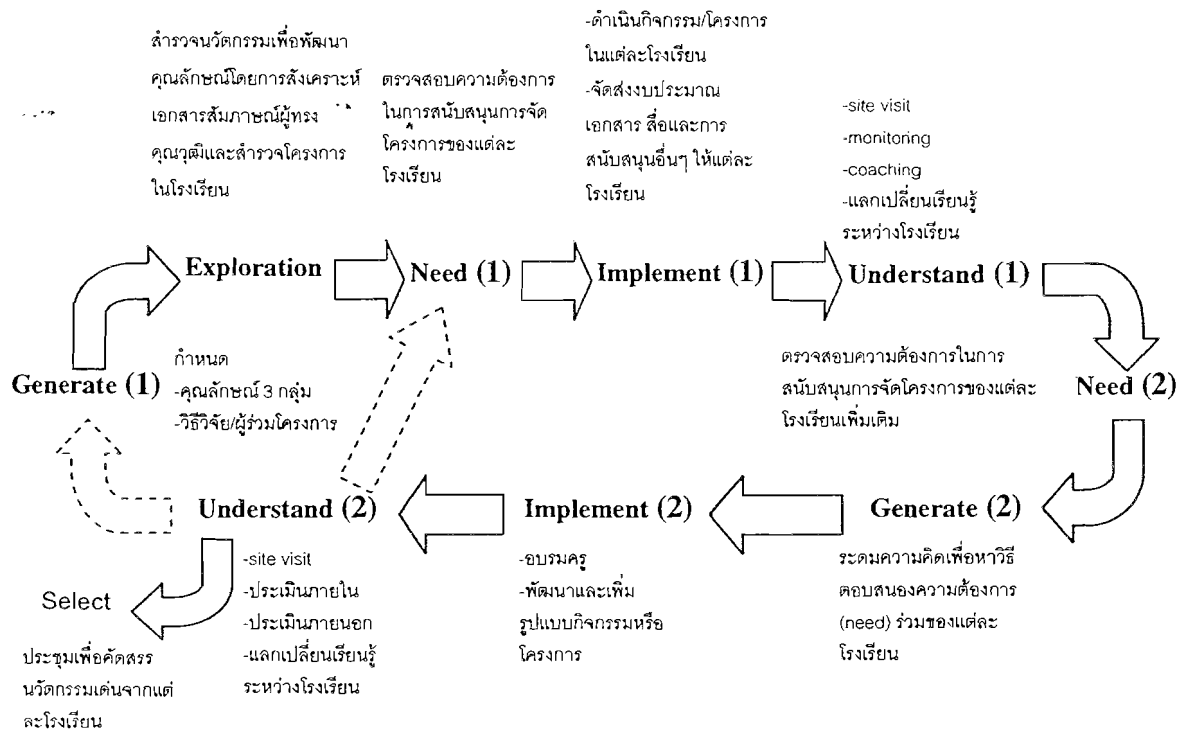 สำรวจนวัตกรรมเพื่อพัฒนา
คุณลักษณ์โดยการสังเคราะห์
เอกสารสัมภาษณ์ผู้ทรง
คุณวุฒิและสำรวจโครงการ
ในโรงเรียน
ตรวจสอบความต้องการ
ในการสนับสนุนการจัด
โครงการของแต่ละ
โรงเรียน
-ดำเนินกิจกรรม/โครงการ
ในแต่ละโรงเรียน
-จัดส่งงบประมาณ
เอกสาร สื่อและการ
สนับสนุนอื่นๆ ให้แต่ละ
โรงเรียน
-site visit
-monitoring
-coaching
-แลกเปลี่ยนเรียนรู้
ระหว่างโรงเรียน
Exploration
Need (1)
Implement (1)
Understand (1)
Generate (1)
กำหนด
-คุณลักษณ์ 3 กลุ่ม
-วิธีวิจัย/ผู้ร่วมโครงการ
ตรวจสอบความต้องการในการ
สนับสนุนการจัดโครงการของแต่ละ
โรงเรียนเพิ่มเติม
Need (2)
Understand (2)
Implement (2)
Generate (2)
Select
ประชุมเพื่อคัดสรร
นวัตกรรมเด่นจากแต่
ละโรงเรียน
-site visit
-ประเมินภายใน
-ประเมินภายนอก
-แลกเปลี่ยนเรียนรู้
ระหว่างโรงเรียน
-อบรมครู
-พัฒนาและเพิ่ม
รูปแบบกิจกรรมหรือ
โครงการ
ระดมความคิดเพื่อหาวิธี
ตอบสนองความต้องการ
(need) ร่วมของแต่ละ
โรงเรียน